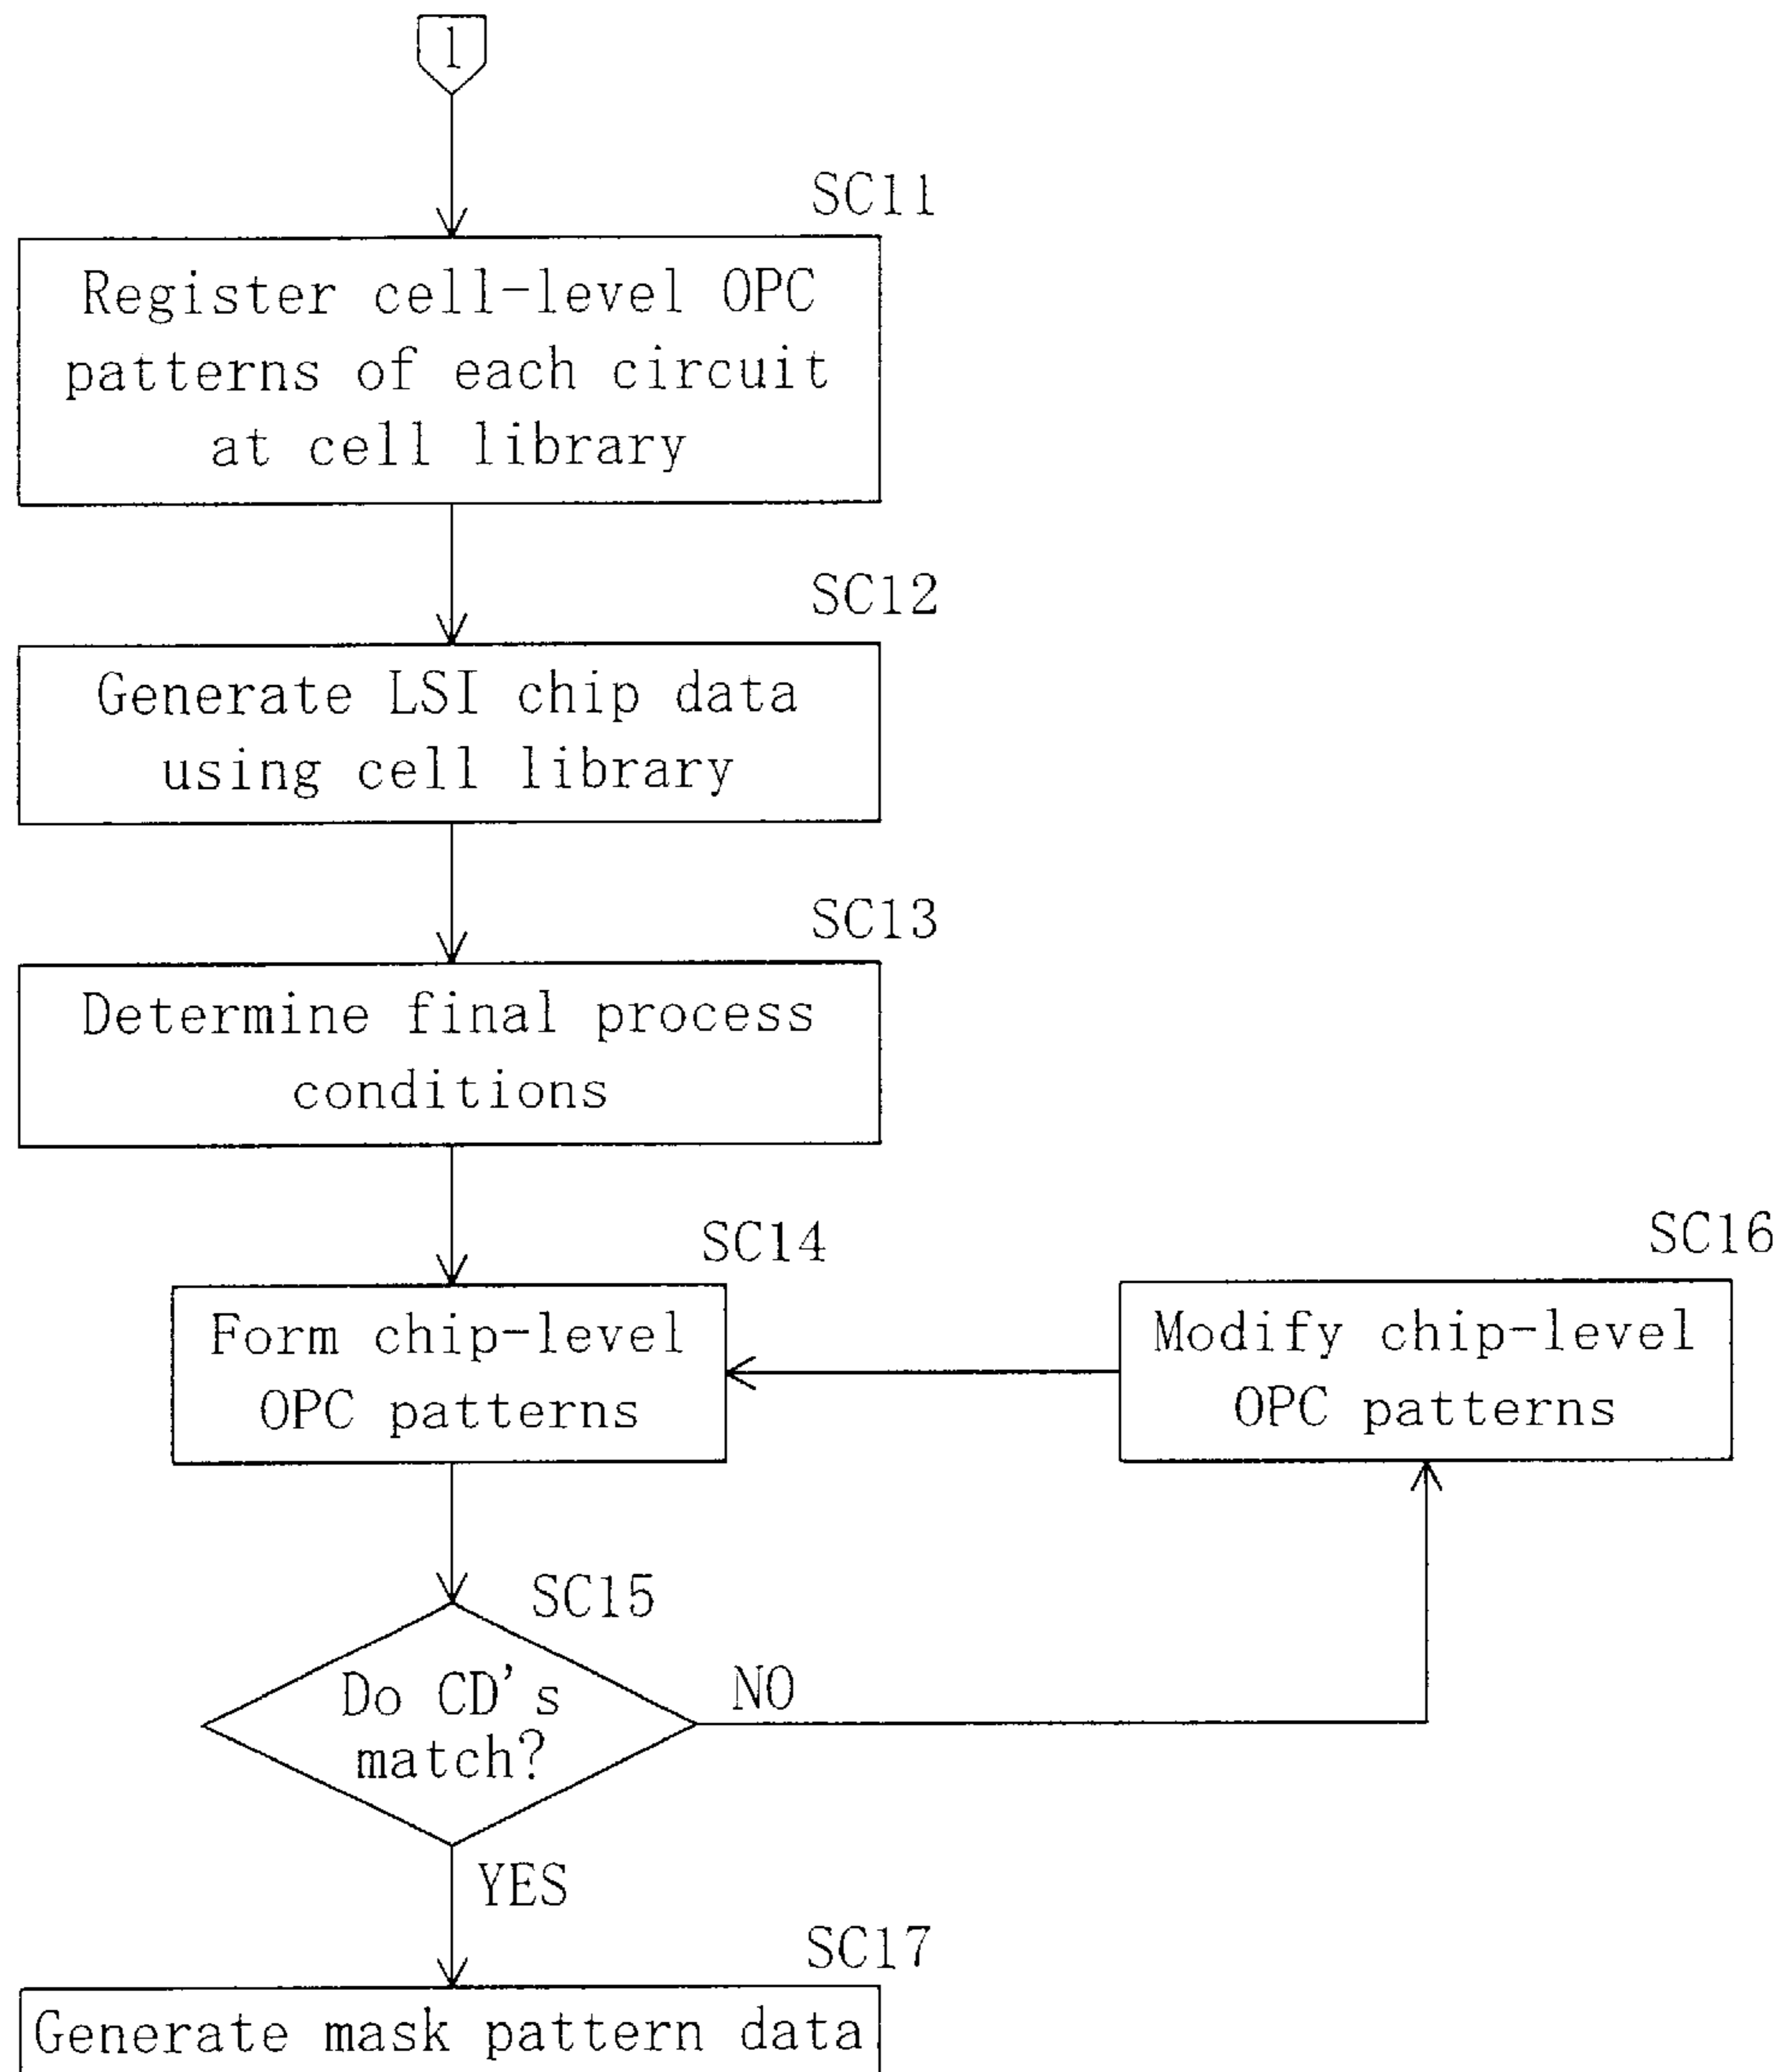 1
SC11
Register cell-level OPC
patterns of each circuit
at cell library
SC12
Generate LSI chip data
using cell library
SC13
Determine final process
conditions
SC14
Form chip-level
OPC patterns
SC16
Modify chip-level
OPC patterns
SC15
Do CD's
match?
NO
YES
SC17
Generate mask pattern data